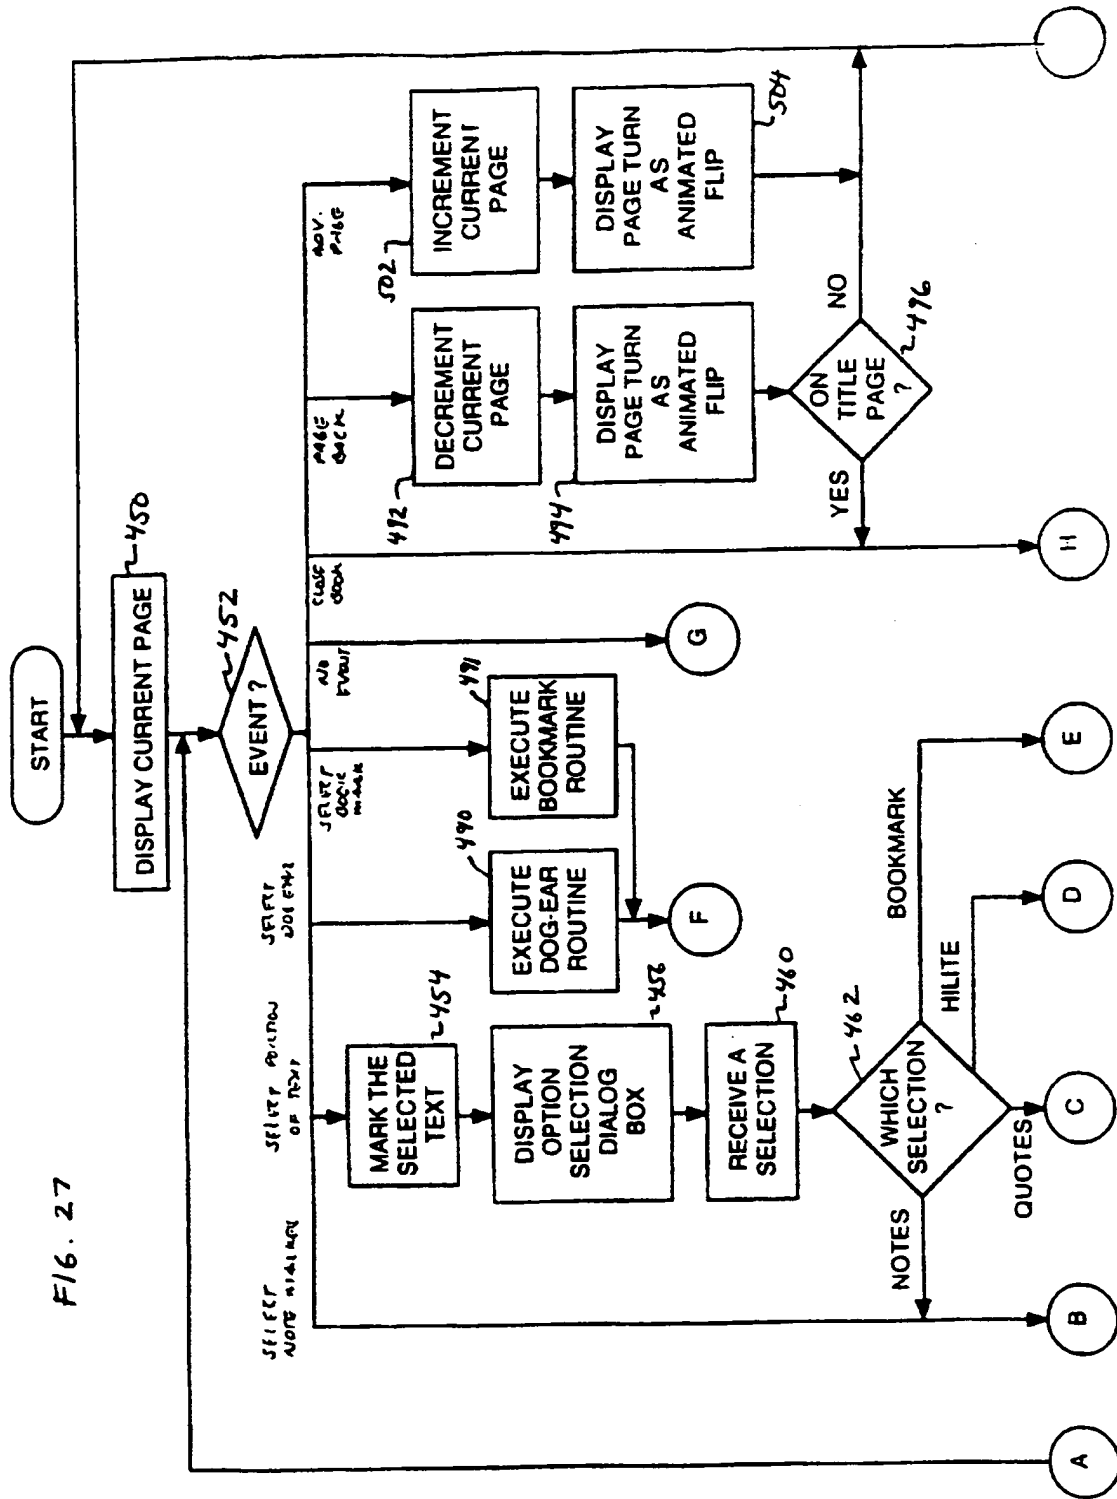 FIG. 27
START
DISPLAY CURRENT PAGE
450
EVENT ?
452
SELECT
NOTE MARKER
SELECT PORTION
OF TEXT
SELECT
DOG EAR
SELECT
BOOK
MARK
NO
EVENT
CLOSE
BOOK
PAGE
BACK
ADV.
PAGE
MARK THE
SELECTED
TEXT
454
DISPLAY
OPTION
SELECTION
DIALOG
BOX
456
RECEIVE A
SELECTION
460
WHICH
SELECTION
?
462
NOTES
QUOTES
HILITE
BOOKMARK
490
EXECUTE
DOG-EAR
ROUTINE
491
EXECUTE
BOOKMARK
ROUTINE
F
G
492
DECREMENT
CURRENT
PAGE
494
DISPLAY
PAGE TURN
AS
ANIMATED
FLIP
ON
TITLE
PAGE
?
496
YES
NO
502
INCREMENT
CURRENT
PAGE
DISPLAY
PAGE TURN
AS
ANIMATED
FLIP
504
A
B
C
D
E
H